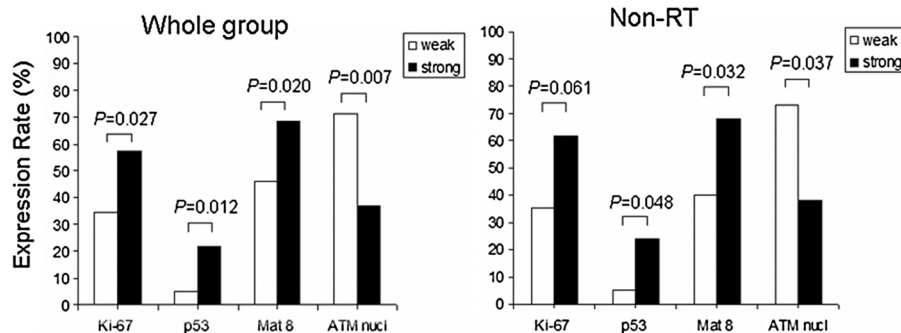 Whole group
Expression Rate (%)
100
90
80
70
60
50
40
30
20
10
0
weak
strong
P=0.027
P=0.012
P=0.020
P=0.007
Ki-67
p53
Mat 8
ATM nucl
Non-RT
100
90
80
70
60
50
40
30
20
10
0
weak
strong
P=0.061
P=0.048
P=0.032
P=0.037
Ki-67
p53
Mat 8
ATM nucl